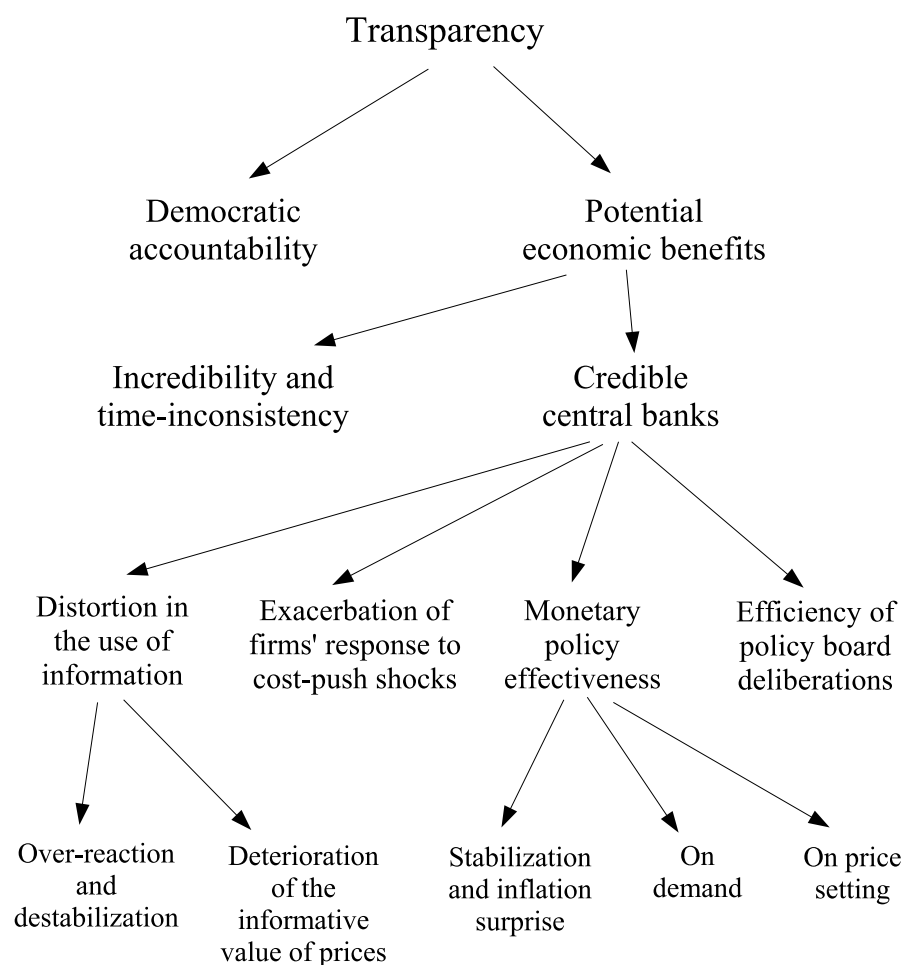 Transparency
Democratic
accountability
Potential
economic benefits
Incredibility and
time-inconsistency
Credible
central banks
Distortion in
the use of
information
Exacerbation of
firms' response to
cost-push shocks
Monetary
policy
effectiveness
Efficiency of
policy board
deliberations
Over-reaction
and
destabilization
Deterioration
of the
informative
value of prices
Stabilization
and inflation
surprise
On
demand
On price
setting